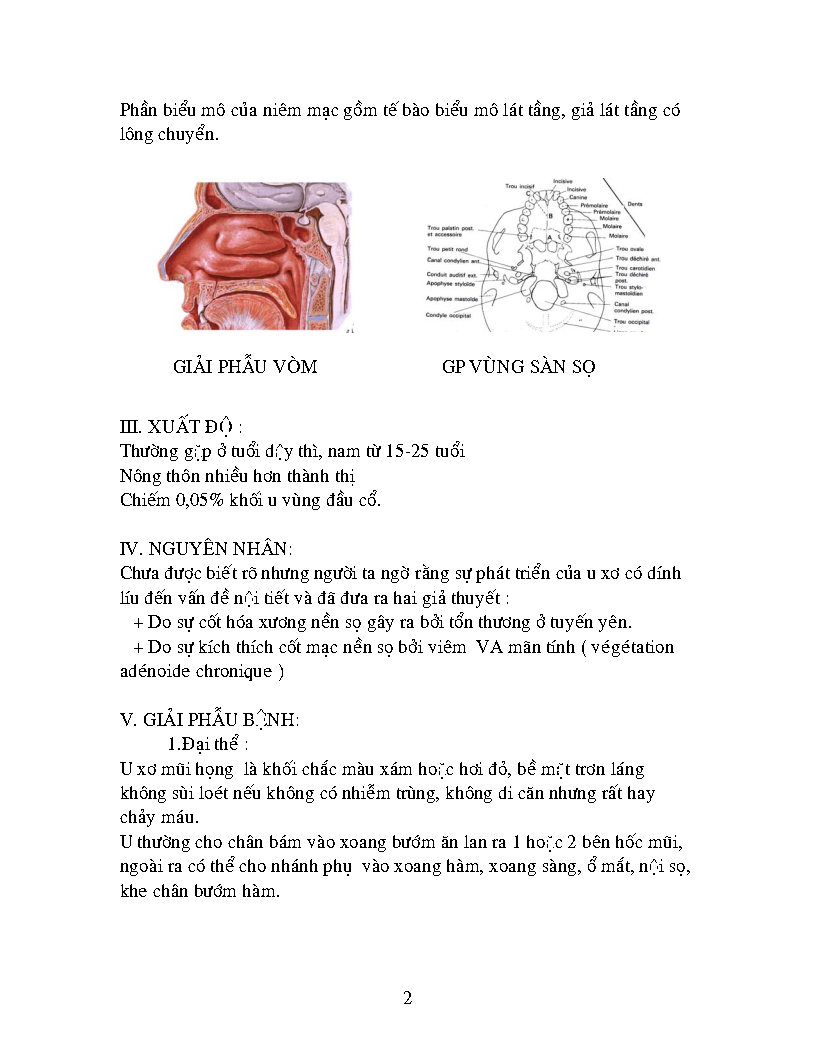 Phần biểu mô của niêm mạc gồm tế bào biểu mô lát tầng, giả lát tầng có
lông chuyển.
Incisive
Trou incisif
Incisive
C
Canine
Prémolaire
Dents
Prémolaire
B
Molaire
Molaire
Molaire
A
Trou palatin post.
et accessoire
Trou petit rond
Canal condylien ant.
Conduit auditif ext.
Apophyse styloïde
Apophyse mastoïde
Condyle occipital
Trou ovale
Trou déchiré ant.
Trou carotidien
Trou déchiré
post.
Trou stylo-
mastoïdien
Canal
condylien post.
Trou occipital
GIẢI PHẪU VÒM
GP VÙNG SÀN SỌ
III. XUẤT ĐỘ :
Thường gặp ở tuổi dậy thì, nam từ 15-25 tuổi
Nông thôn nhiều hơn thành thị
Chiếm 0,05% khối u vùng đầu cổ.
IV. NGUYÊN NHÂN:
Chưa được biết rõ nhưng người ta ngờ rằng sự phát triển của u xơ có dính
líu đến vấn đề nội tiết và đã đưa ra hai giả thuyết :
+ Do sự cốt hóa xương nền sọ gây ra bởi tổn thương ở tuyến yên.
+ Do sự kích thích cốt mạc nền sọ bởi viêm VA mãn tính ( végétation
adénoide chronique )
V. GIẢI PHẪU BỆNH:
1.Đại thể :
U xơ mũi họng là khối chắc màu xám hoặc hơi đỏ, bề mặt trơn láng
không sùi loét nếu không có nhiễm trùng, không di căn nhưng rất hay
chảy máu.
U thường cho chân bám vào xoang bướm ăn lan ra 1 hoặc 2 bên hốc mũi,
ngoài ra có thể cho nhánh phụ vào xoang hàm, xoang sàng, ổ mắt, nội sọ,
khe chân bướm hàm.
2